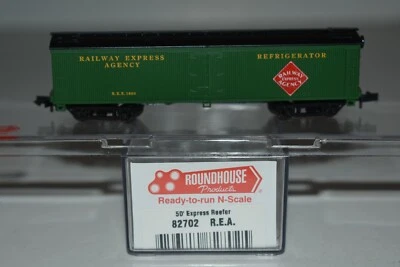 RAILWAY EXPRESS
AGENCY
REFRIGERATOR
RAILWAY
EXPRESS
AGENCY
ROUNDHOUSE
Products
Ready-to-run N-Scale
50' Express Reefer
82702 R.E.A.